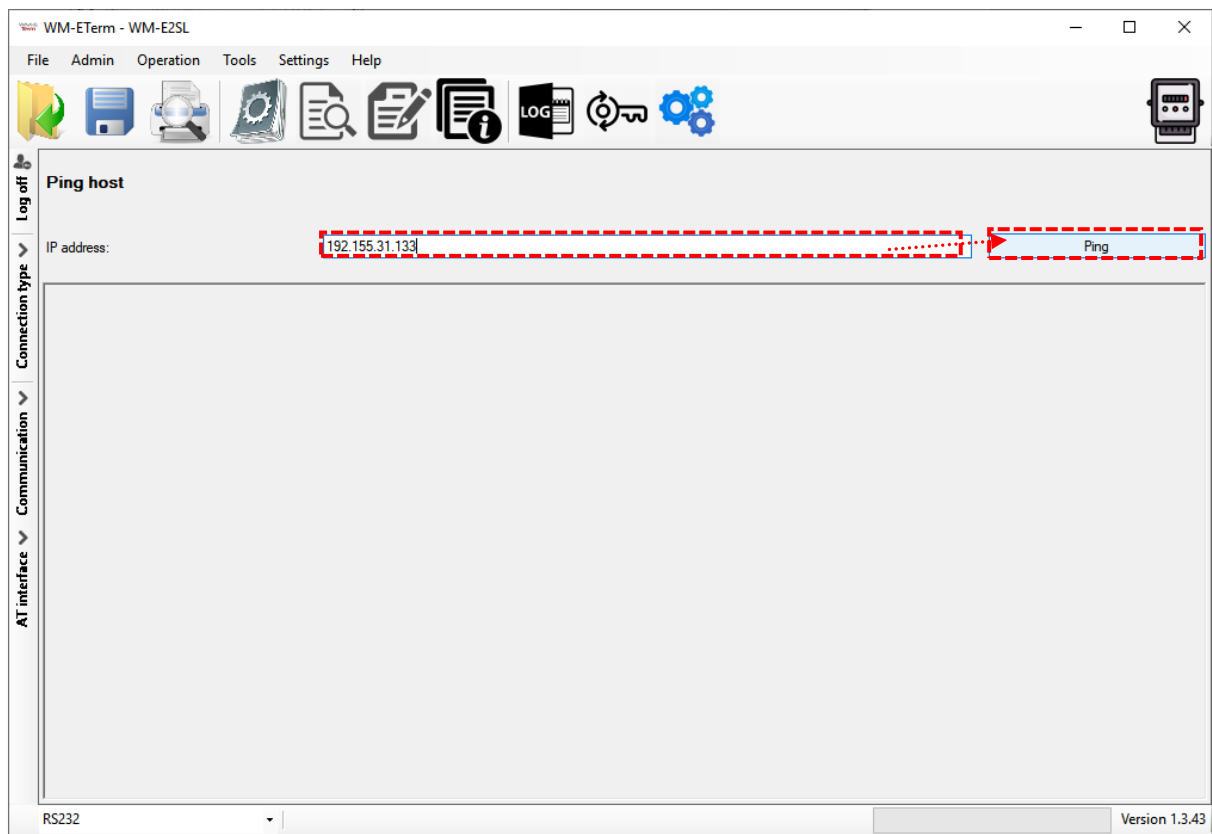 WM-ETerm - WM-E2SL
File Admin Operation Tools Settings Help
LOG
Log off
Connection type
Communication
AT interface
Ping host
IP address: 192.155.31.133 Ping
RS232 Version 1.3.43